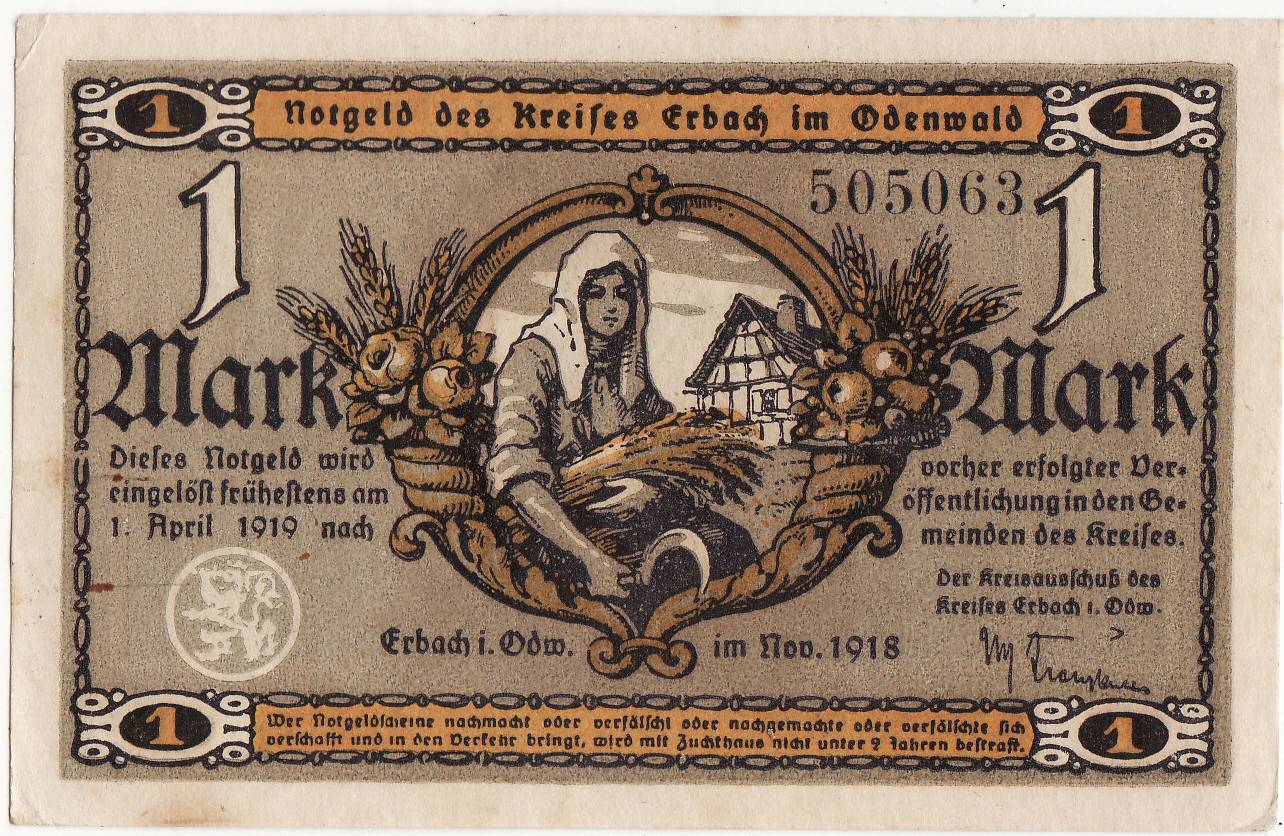 1
Notgeld des Kreises Erbach im Odenwald
1
505063
1
1
Mark
Mark
Dieses Notgeld wird
eingelöst frühestens am
1. April 1919 nach
vorher erfolgter Ver-
öffentlichung in den Ge-
meinden des Kreises.
Der Kreisausschuß des
Kreises Erbach i. Odw.
Erbach i. Odw.
im Nov. 1918
1
Wer Notgeldscheine nachmacht oder verfälscht oder nachgemachte oder verfälschte sich
verschafft und in den Verkehr bringt, wird mit Zuchthaus nicht unter 2 Jahren bestraft.
1